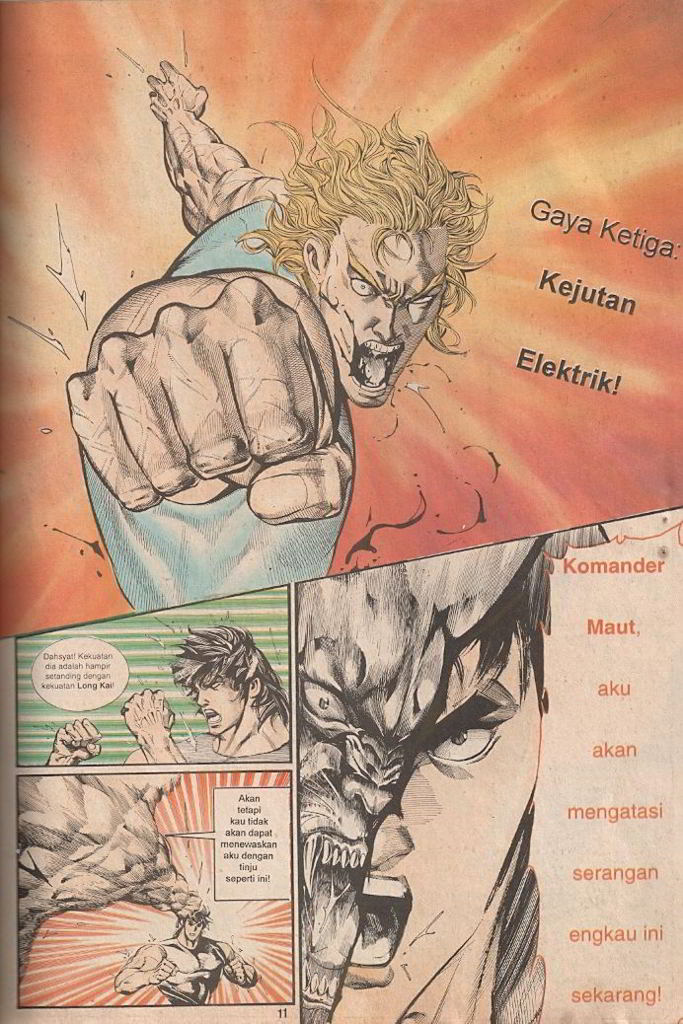 Gaya Ketiga:
Kejutan
Elektrik!
Dahsyat! Kekuatan
dia adalah hampir
setanding dengan
kekuatan Long Kai!
Akan
tetapi
kau tidak
akan dapat
menewaskan
aku dengan
tinju
seperti ini!
Komander
Maut,
aku
akan
mengatasi
serangan
engkau ini
sekarang!
11